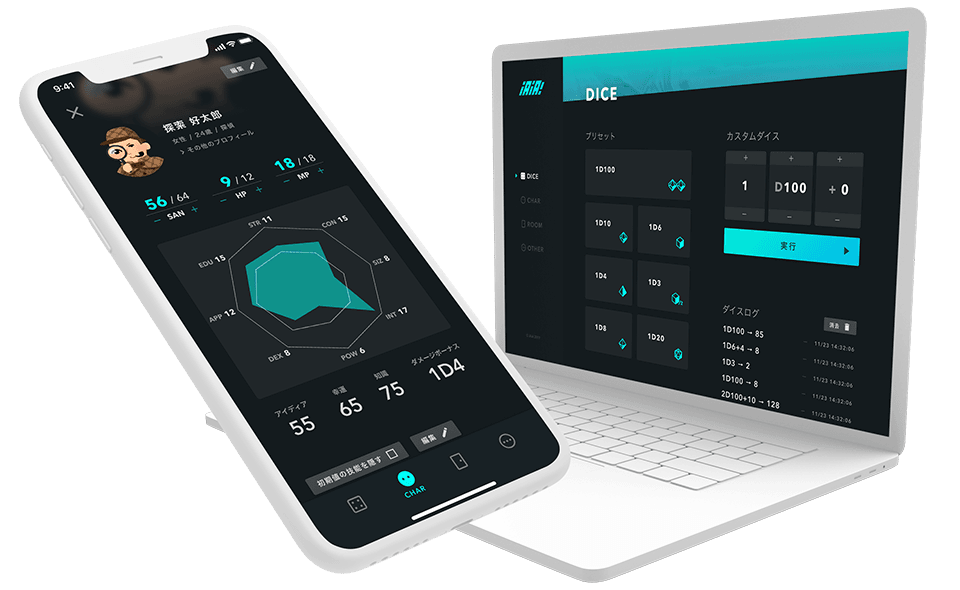 9:41
編集
探索 好太郎
女性 / 24歳 / 探偵
その他のプロフィール
56 / 64
− SAN +
9 / 12
− HP +
18 / 18
− MP +
STR 11
CON 15
SIZ 8
INT 17
POW 6
DEX 8
APP 12
EDU 15
アイディア
55
幸運
65
知識
75
ダメージボーナス
1D4
初期値の技能を隠す
編集
CHAR
¡AiA!
DICE
CHAR
ROOM
OTHER
DICE
プリセット
1D100
1D10
1D6
1D4
1D3
1D8
1D20
カスタムダイス
+ + +
1 D100 + 0
− − −
実行
ダイスログ
消去
1D100 → 85
11/23 14:32:06
1D6+4 → 8
11/23 14:32:06
1D3 → 2
11/23 14:32:06
1D100 → 8
11/23 14:32:06
2D100+10 → 128
11/23 14:32:06